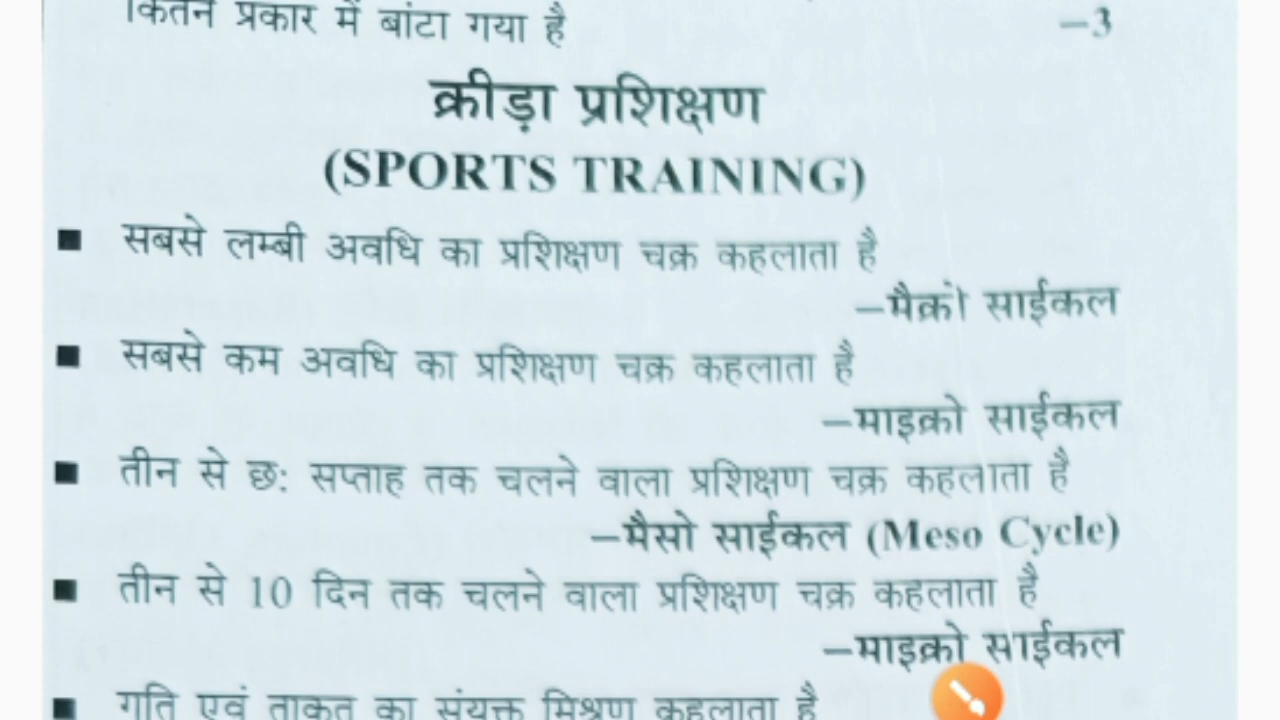 कितने प्रकार में बांटा गया है –3
क्रीड़ा प्रशिक्षण
(SPORTS TRAINING)
■ सबसे लम्बी अवधि का प्रशिक्षण चक्र कहलाता है
–मैक्रो साईकल
■ सबसे कम अवधि का प्रशिक्षण चक्र कहलाता है
–माइक्रो साईकल
■ तीन से छ: सप्ताह तक चलने वाला प्रशिक्षण चक्र कहलाता है
–मैसो साईकल (Meso Cycle)
■ तीन से 10 दिन तक चलने वाला प्रशिक्षण चक्र कहलाता है
–माइक्रो साईकल
■ गति एवं ताकत का संयुक्त मिश्रण कहलाता है